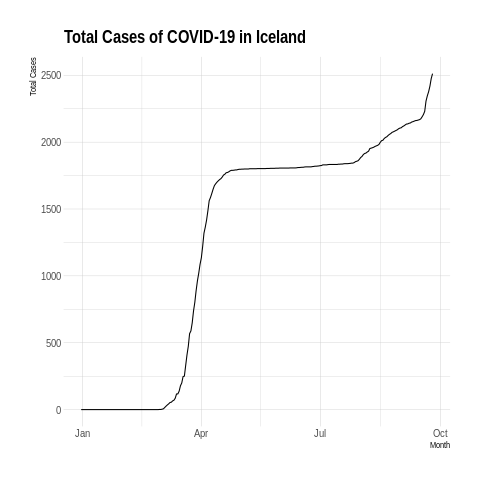 Total Cases of COVID-19 in Iceland
Total Cases
2500
2000
1500
1000
500
0
Jan Apr Jul Oct
Month